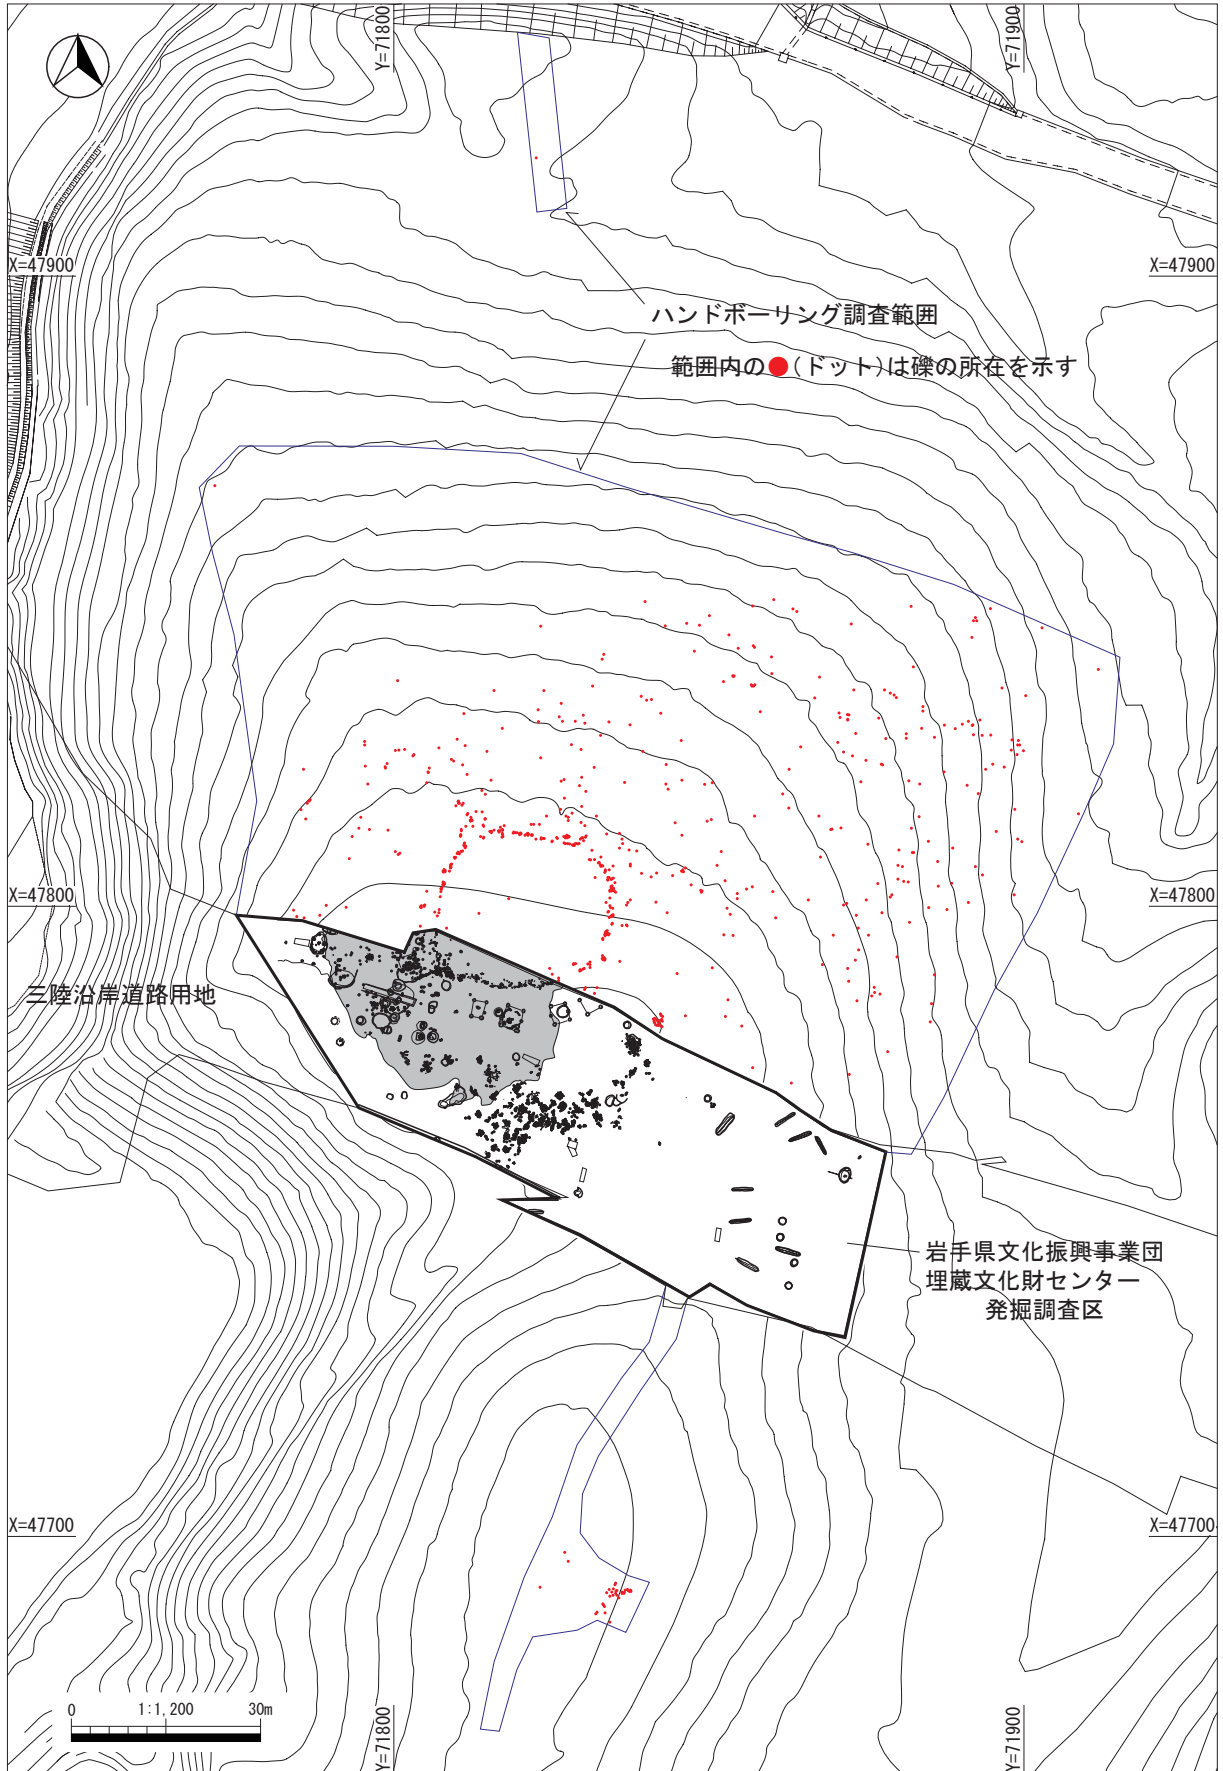 Y=71800
Y=71900
X=47900
X=47900
ハンドボーリング調査範囲
範囲内の●(ドット)は礫の所在を示す
X=47800
X=47800
三陸沿岸道路用地
岩手県文化振興事業団
埋蔵文化財センター
発掘調査区
X=47700
X=47700
0 1:1,200 30m
Y=71800
Y=71900